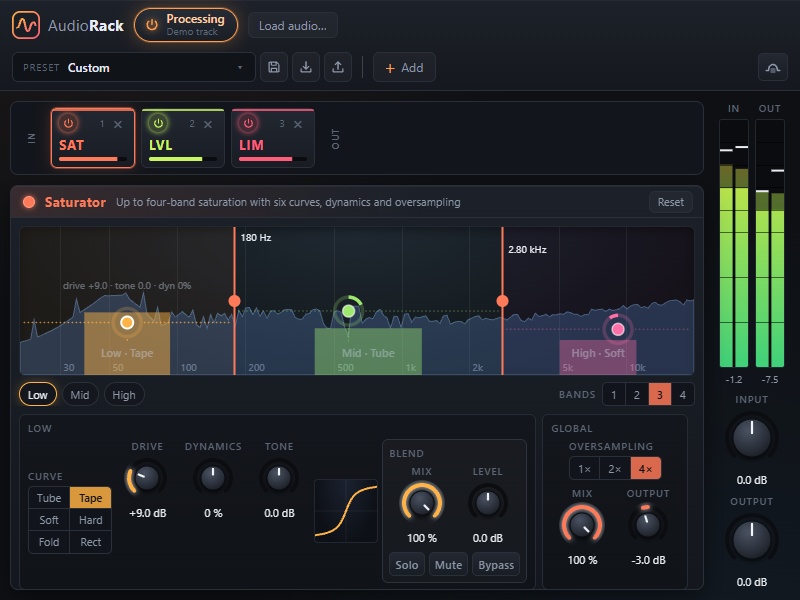 AudioRack
Processing
Demo track
Load audio...
PRESET Custom
+ Add
IN
1
SAT
2
LVL
3
LIM
OUT
Saturator Up to four-band saturation with six curves, dynamics and oversampling
Reset
180 Hz
2.80 kHz
drive +9.0 · tone 0.0 · dyn 0%
Low · Tape
Mid · Tube
High · Soft
30 50 100 200 500 1k 2k 5k 10k
Low Mid High
BANDS 1 2 3 4
LOW
CURVE
Tube Tape
Soft Hard
Fold Rect
DRIVE DYNAMICS TONE
+9.0 dB 0 % 0.0 dB
BLEND
MIX LEVEL
100 % 0.0 dB
Solo Mute Bypass
GLOBAL
OVERSAMPLING
1× 2× 4×
MIX OUTPUT
100 % -3.0 dB
IN OUT
-1.2 -7.5
INPUT
0.0 dB
OUTPUT
0.0 dB